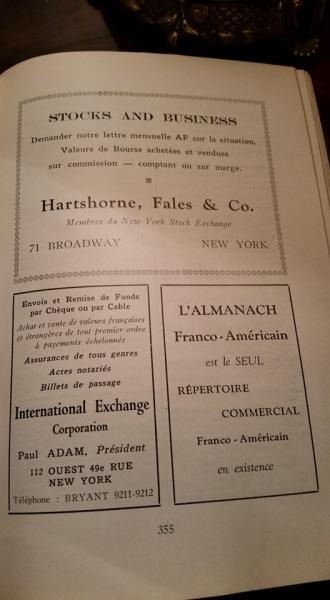 STOCKS AND BUSINESS
Demander notre lettre mensuelle AF sur la situation.
Valeurs de Bourse achetées et vendues
sur commission — comptant ou sur marge.
Hartshorne, Fales & Co.
Membres du New York Stock Exchange
71 BROADWAY NEW YORK
Envois et Remise de Fonds
par Chèque ou par Cable
Achat et vente de valeurs françaises
et étrangères de tout premier ordre
à payements échelonnés
Assurances de tous genres
Actes notariés
Billets de passage
International Exchange
Corporation
Paul ADAM, Président
112 OUEST 49e RUE
NEW YORK
Téléphone : BRYANT 9211-9212
L'ALMANACH
Franco-Américain
est le SEUL
RÉPERTOIRE
COMMERCIAL
Franco-Américain
en existence
355